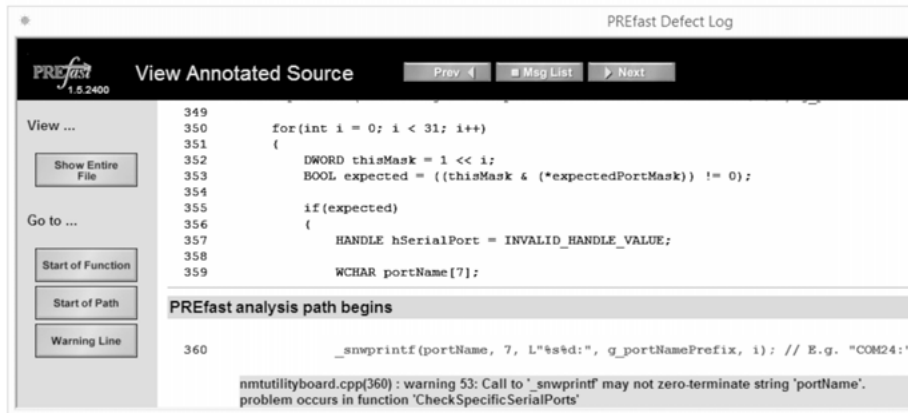 PREfast Defect Log
PREfast
1.5.2400
View Annotated Source
Prev
Msg List
Next
View ...
Show Entire
File
Go to ...
Start of Function
Start of Path
Warning Line
349
350 for(int i = 0; i < 31; i++)
351 {
352 DWORD thisMask = 1 << i;
353 BOOL expected = ((thisMask & (*expectedPortMask)) != 0);
354
355 if(expected)
356 {
357 HANDLE hSerialPort = INVALID_HANDLE_VALUE;
358
359 WCHAR portName[7];
PREfast analysis path begins
360 _snwprintf(portName, 7, L"%s%d:", g_portNamePrefix, i); // E.g. "COM24:"
nmtutilityboard.cpp(360) : warning 53: Call to '_snwprintf' may not zero-terminate string 'portName'.
problem occurs in function 'CheckSpecificSerialPorts'